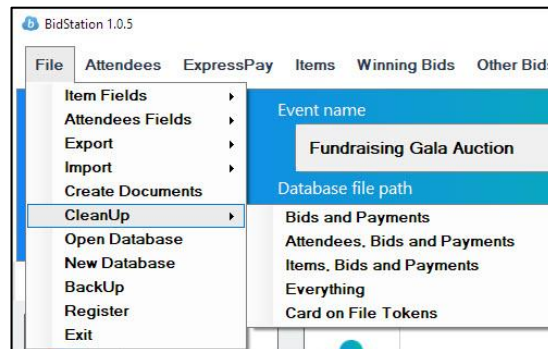 BidStation 1.0.5
File Attendees ExpressPay Items Winning Bids Other Bids
Item Fields
Attendees Fields
Export
Import
Create Documents
CleanUp
Open Database
New Database
BackUp
Register
Exit
Event name
Fundraising Gala Auction
Database file path
Bids and Payments
Attendees, Bids and Payments
Items, Bids and Payments
Everything
Card on File Tokens